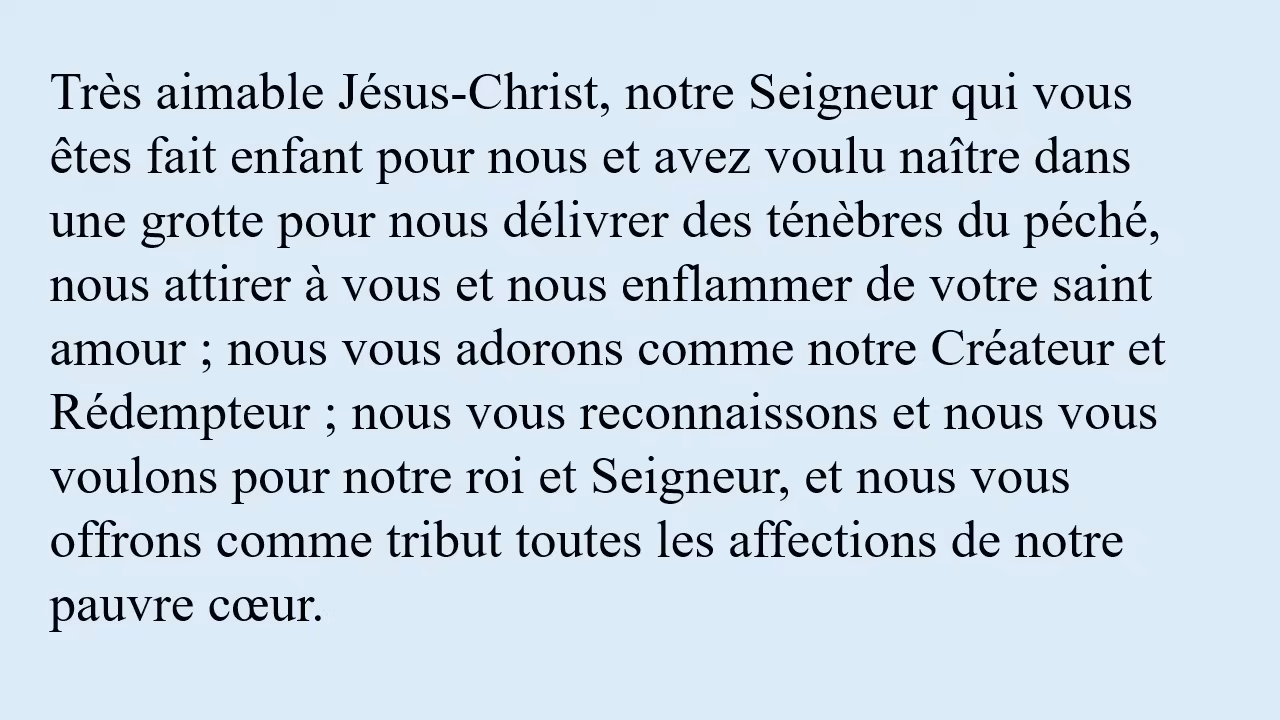 Très aimable Jésus-Christ, notre Seigneur qui vous
êtes fait enfant pour nous et avez voulu naître dans
une grotte pour nous délivrer des ténèbres du péché,
nous attirer à vous et nous enflammer de votre saint
amour ; nous vous adorons comme notre Créateur et
Rédempteur ; nous vous reconnaissons et nous vous
voulons pour notre roi et Seigneur, et nous vous
offrons comme tribut toutes les affections de notre
pauvre cœur.